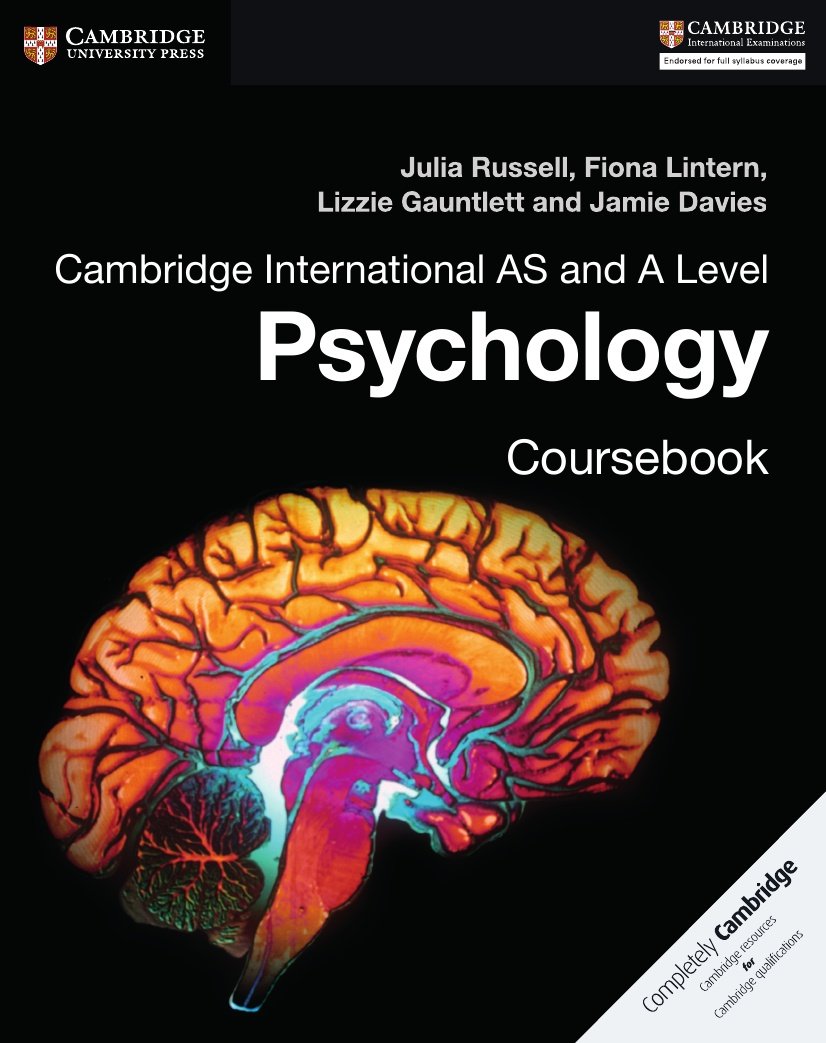 CAMBRIDGE
UNIVERSITY PRESS
CAMBRIDGE
International Examinations
Endorsed for full syllabus coverage
Julia Russell, Fiona Lintern,
Lizzie Gauntlett and Jamie Davies
Cambridge International AS and A Level
Psychology
Coursebook
Completely Cambridge
Cambridge resources
for
Cambridge qualifications